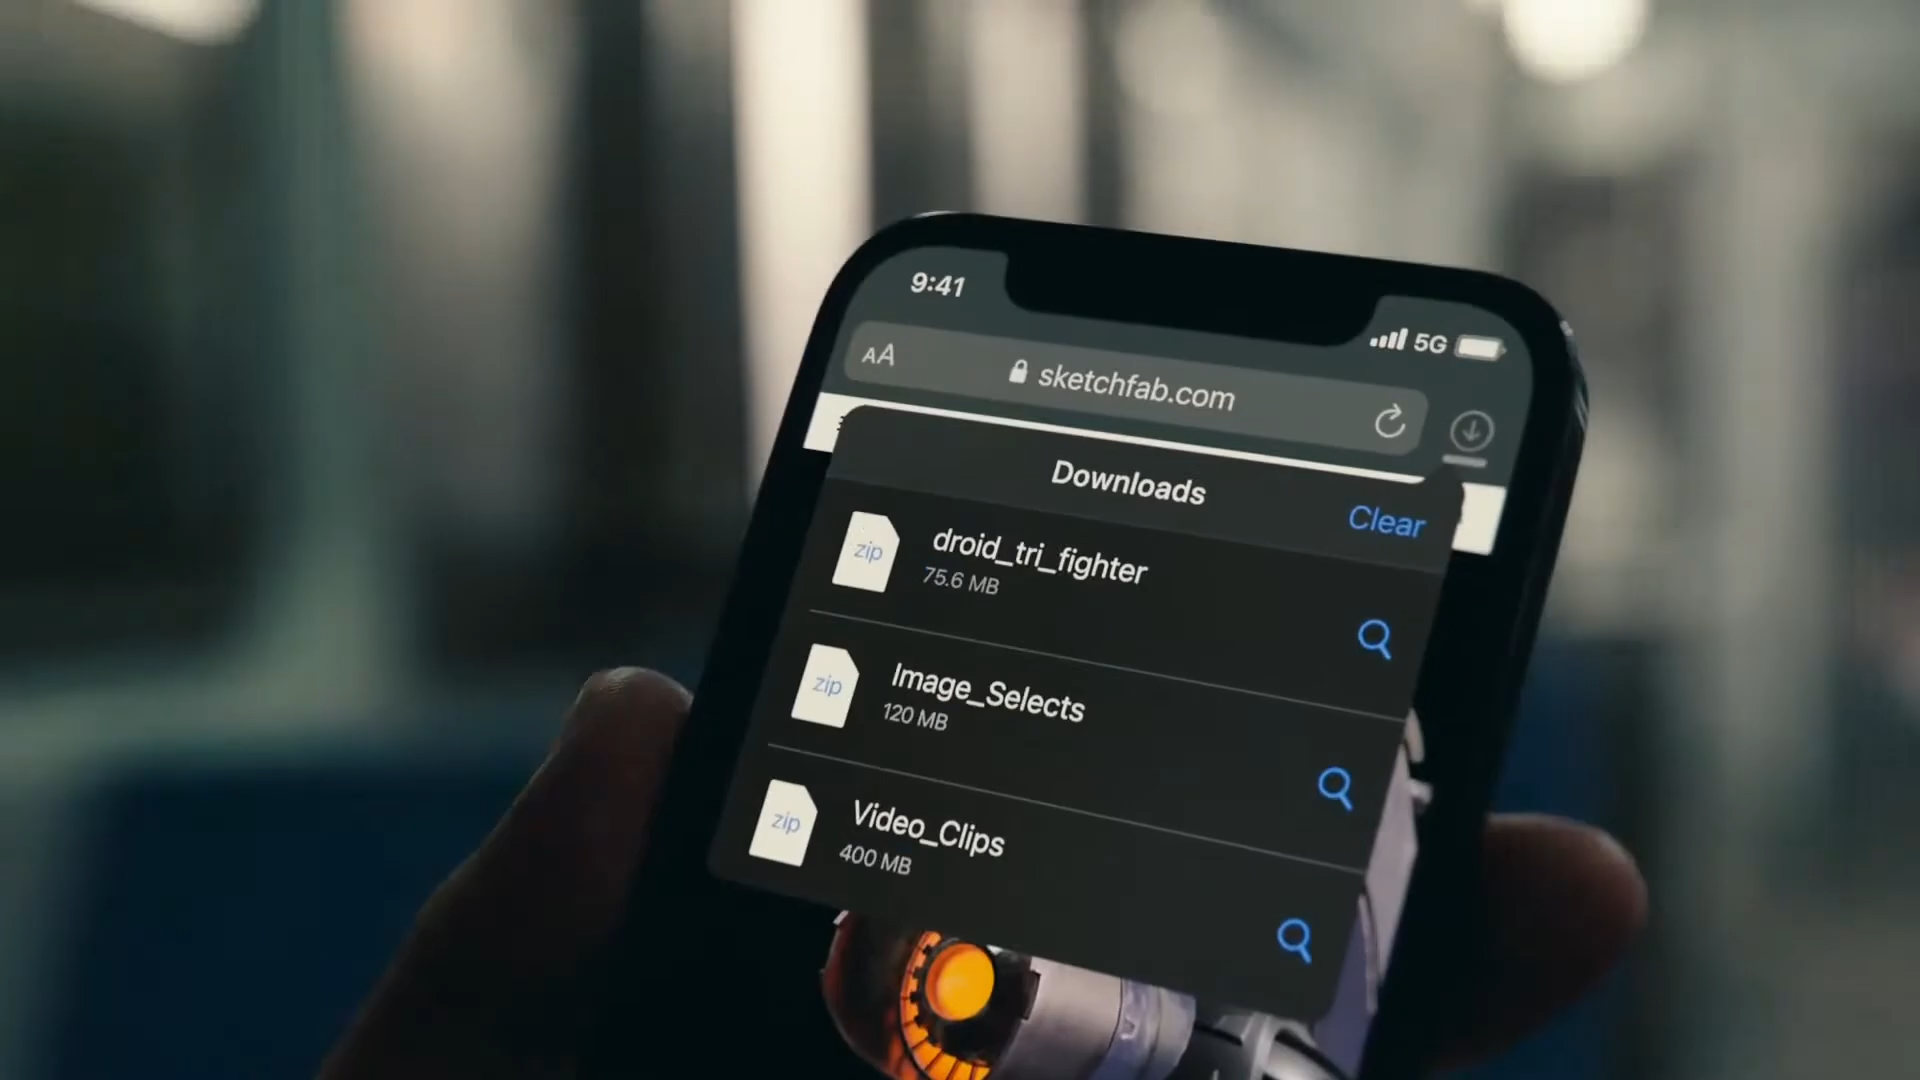 9:41
5G
AA
sketchfab.com
Downloads
Clear
zip
droid_tri_fighter
75.6 MB
zip
Image_Selects
120 MB
zip
Video_Clips
400 MB